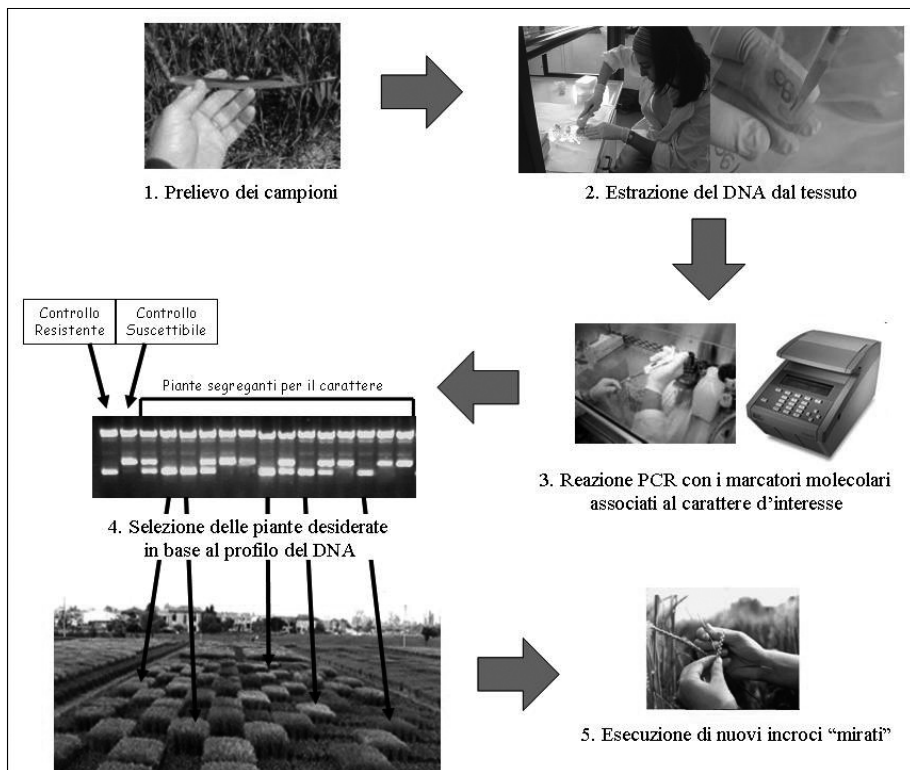 1. Prelievo dei campioni
2. Estrazione del DNA dal tessuto
3. Reazione PCR con i marcatori molecolari
associati al carattere d'interesse
Controllo
Resistente
Controllo
Suscettibile
Piante segreganti per il carattere
4. Selezione delle piante desiderate
in base al profilo del DNA
5. Esecuzione di nuovi incroci “mirati”